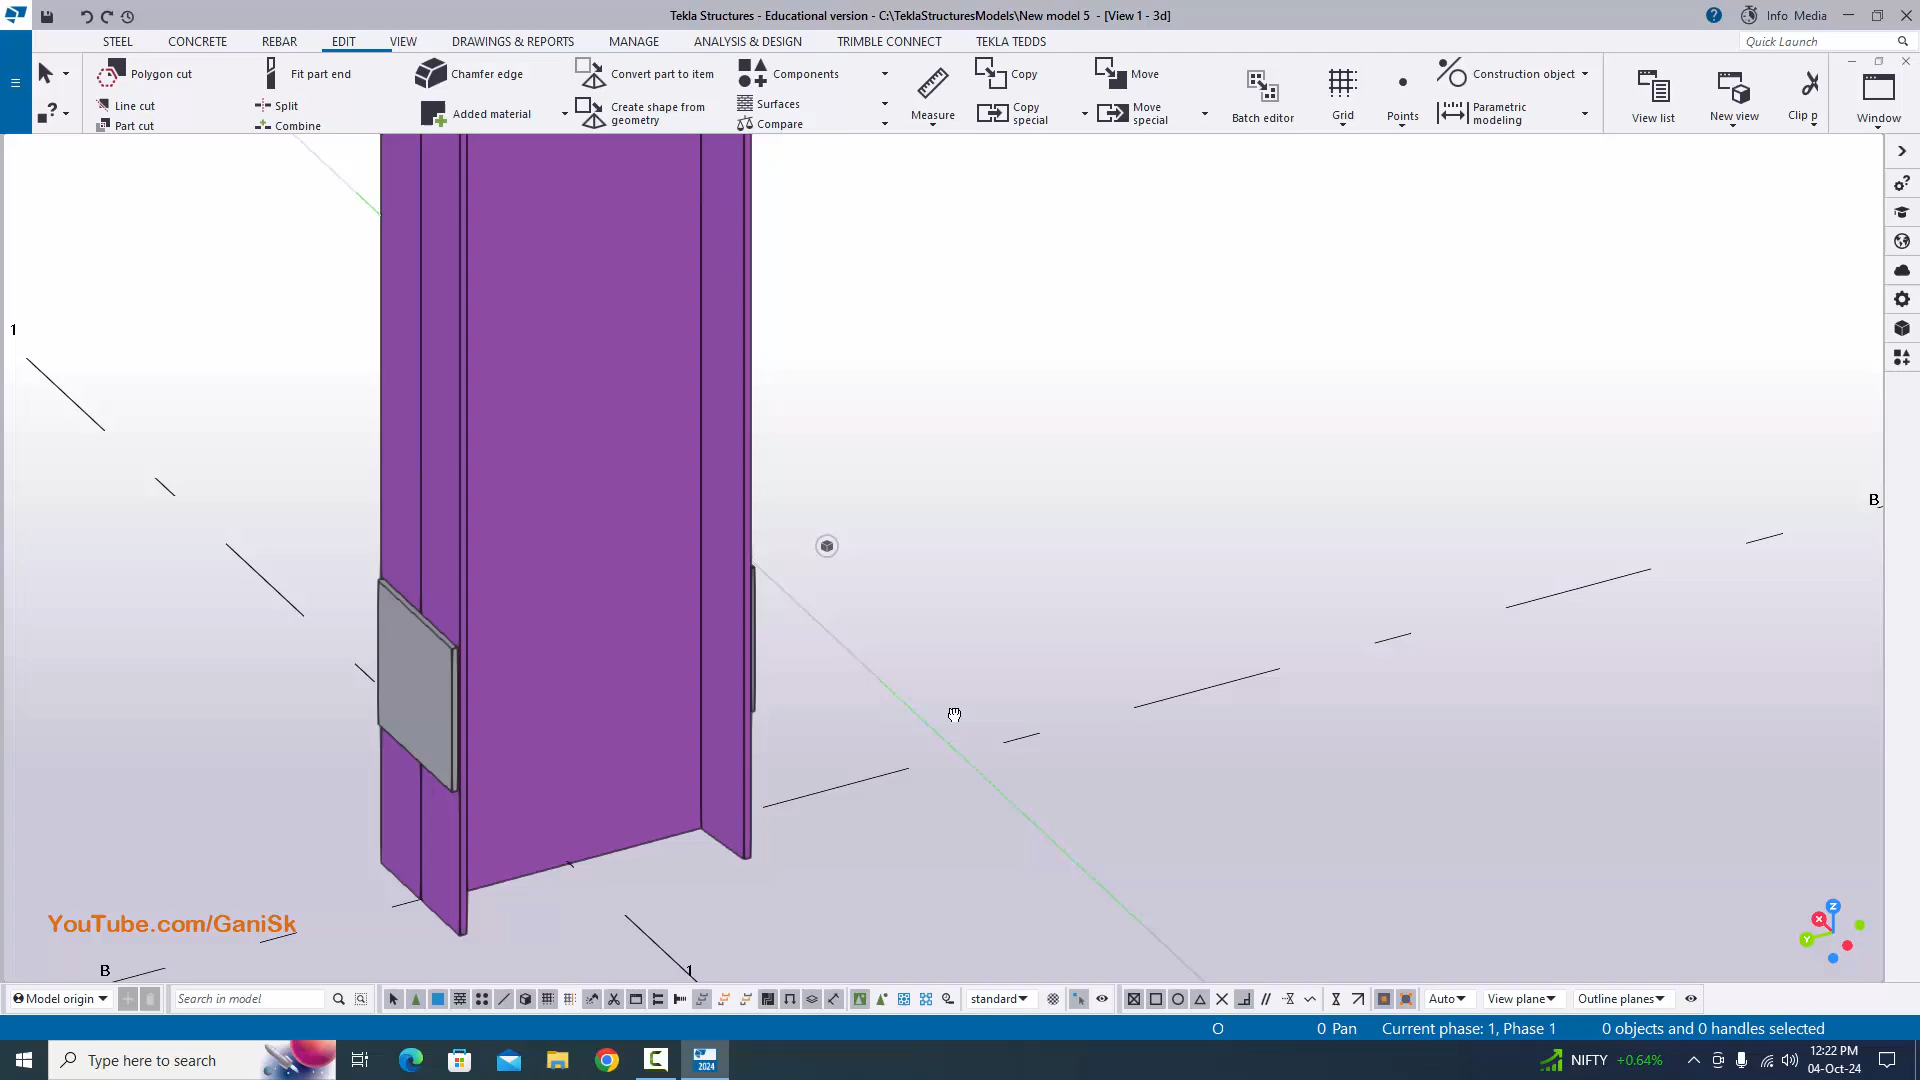 Tekla Structures - Educational version - C:\TeklaStructuresModels\New model 5 - [View 1 - 3d]
Info Media
STEEL CONCRETE REBAR EDIT VIEW DRAWINGS & REPORTS MANAGE ANALYSIS & DESIGN TRIMBLE CONNECT TEKLA TEDDS
Quick Launch
Polygon cut
Line cut
Part cut
Fit part end
Split
Combine
Chamfer edge
Added material
Convert part to item
Create shape from
geometry
Components
Surfaces
Compare
Measure
Copy
Copy
special
Move
Move
special
Batch editor
Grid
Points
Construction object
Parametric
modeling
View list
New view
Clip p
Window
1
B
YouTube.com/GaniSk
B
1
Z
X
Y
Model origin
Search in model
standard
Auto
View plane
Outline planes
O
0 Pan
Current phase: 1, Phase 1
0 objects and 0 handles selected
Type here to search
2024
NIFTY +0.64%
12:22 PM
04-Oct-24